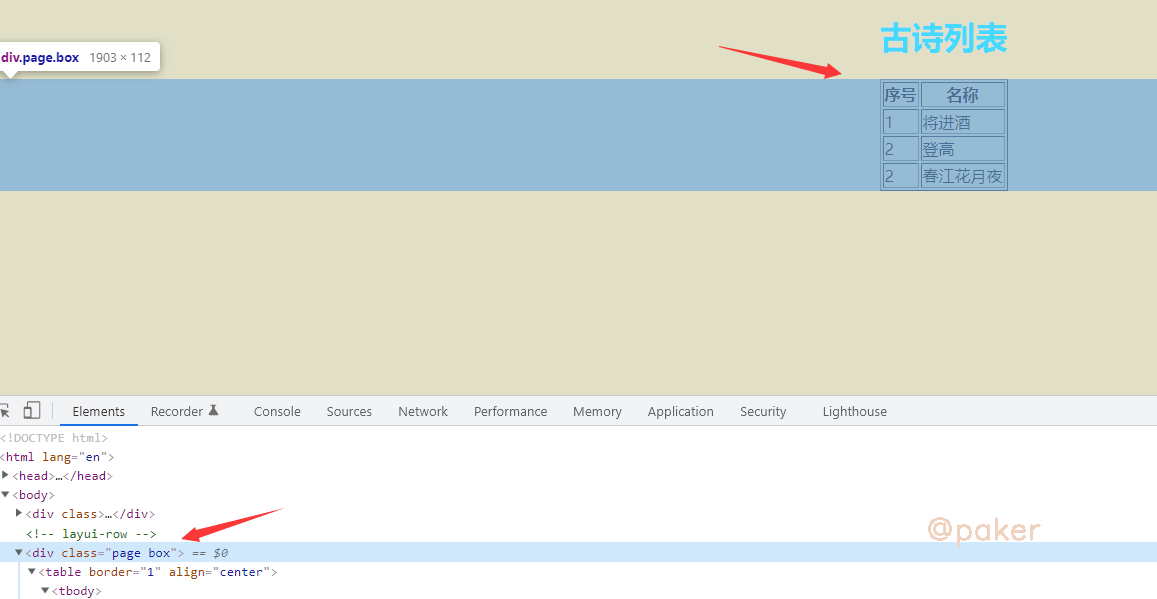 古诗列表
div.page.box 1903 × 112
序号 名称
1 将进酒
2 登高
2 春江花月夜
Elements Recorder Console Sources Network Performance Memory Application Security Lighthouse
<!DOCTYPE html>
<html lang="en">
<head>…</head>
<body>
<div class>…</div>
<!-- layui-row -->
<div class="page box"> == $0
<table border="1" align="center">
<tbody>
@paker